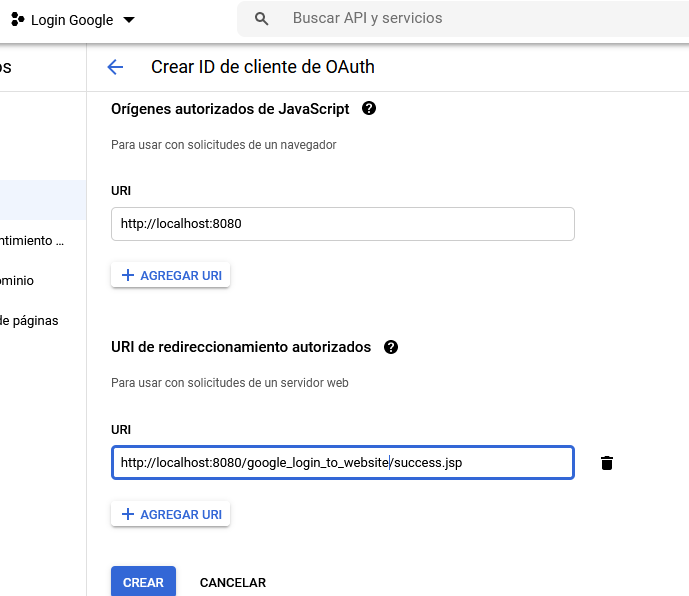 Login Google
Buscar API y servicios
os
Crear ID de cliente de OAuth
Orígenes autorizados de JavaScript
Para usar con solicitudes de un navegador
URI
http://localhost:8080
ntimiento ...
AGREGAR URI
ominio
de páginas
URI de redireccionamiento autorizados
Para usar con solicitudes de un servidor web
URI
http://localhost:8080/google_login_to_website/success.jsp
AGREGAR URI
CREAR CANCELAR